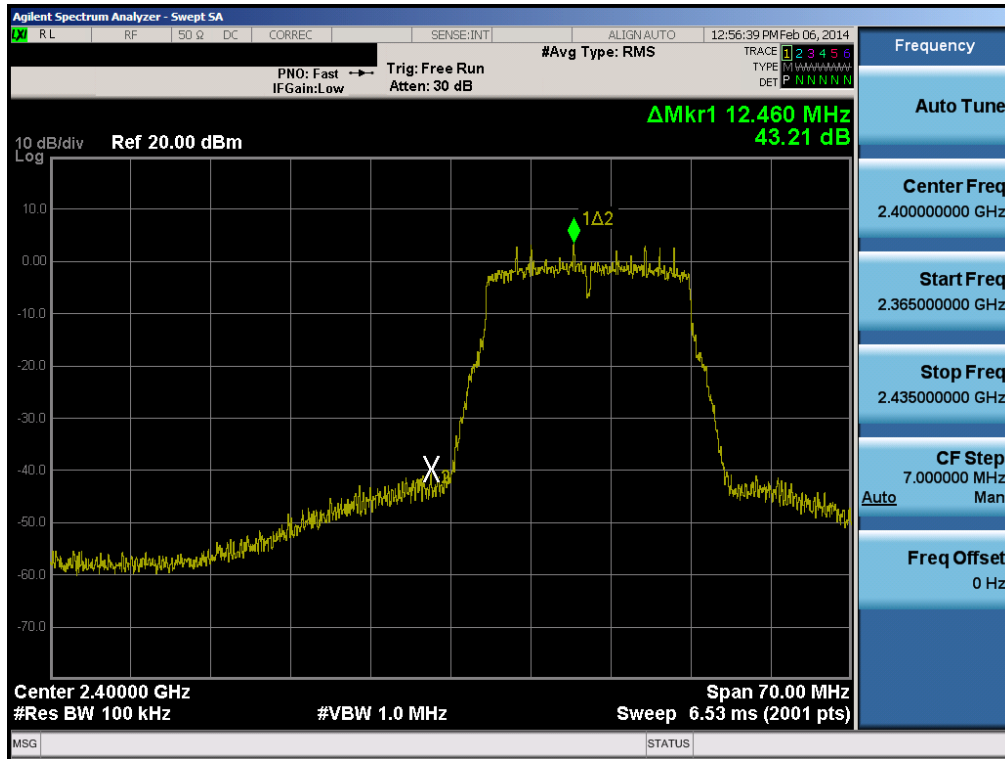 Agilent Spectrum Analyzer - Swept SA
LXI RL RF 50 Ω DC CORREC SENSE:INT ALIGN AUTO 12:56:39 PM Feb 06, 2014
#Avg Type: RMS
TRACE 1 2 3 4 5 6
TYPE M WWWWW
DET P N N N N N
PNO: Fast
IFGain:Low
Trig: Free Run
Atten: 30 dB
ΔMkr1 12.460 MHz
43.21 dB
10 dB/div
Log
Ref 20.00 dBm
10.0
0.00
-10.0
-20.0
-30.0
-40.0
-50.0
-60.0
-70.0
1Δ2
X
Center 2.40000 GHz
Span 70.00 MHz
#Res BW 100 kHz
#VBW 1.0 MHz
Sweep 6.53 ms (2001 pts)
MSG
STATUS
Frequency
Auto Tune
Center Freq
2.400000000 GHz
Start Freq
2.365000000 GHz
Stop Freq
2.435000000 GHz
CF Step
7.000000 MHz
Auto Man
Freq Offset
0 Hz